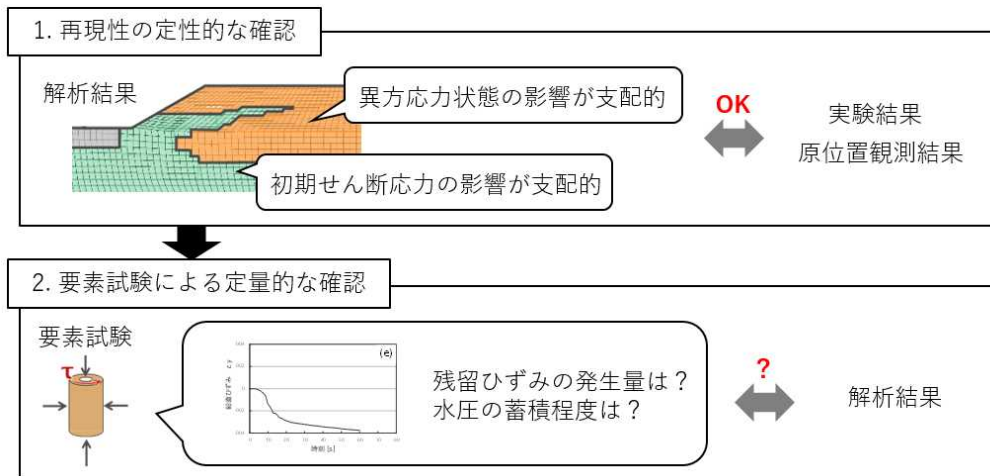 1. 再現性の定性的な確認
解析結果
異方応力状態の影響が支配的
初期せん断応力の影響が支配的
OK
実験結果
原位置観測結果
2. 要素試験による定量的な確認
要素試験
τ
(e)
時刻 [s]
残留ひずみの発生量は？
水圧の蓄積程度は？
?
解析結果